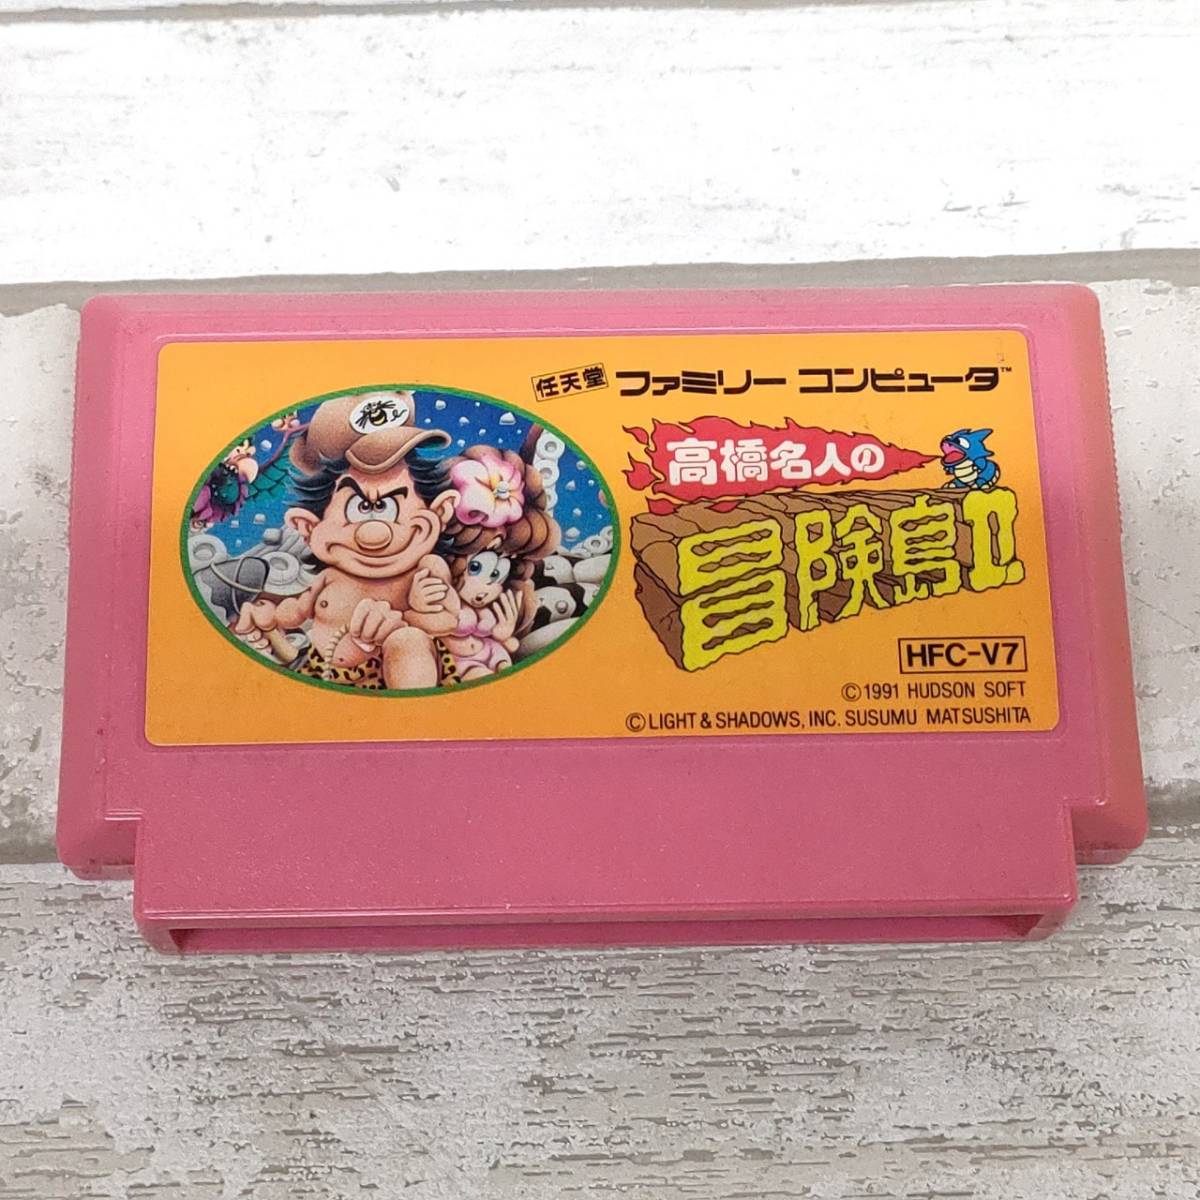 任天堂 ファミリー コンピュータ™
高橋名人の
冒険島II
HFC-V7
©1991 HUDSON SOFT
©LIGHT & SHADOWS, INC. SUSUMU MATSUSHITA